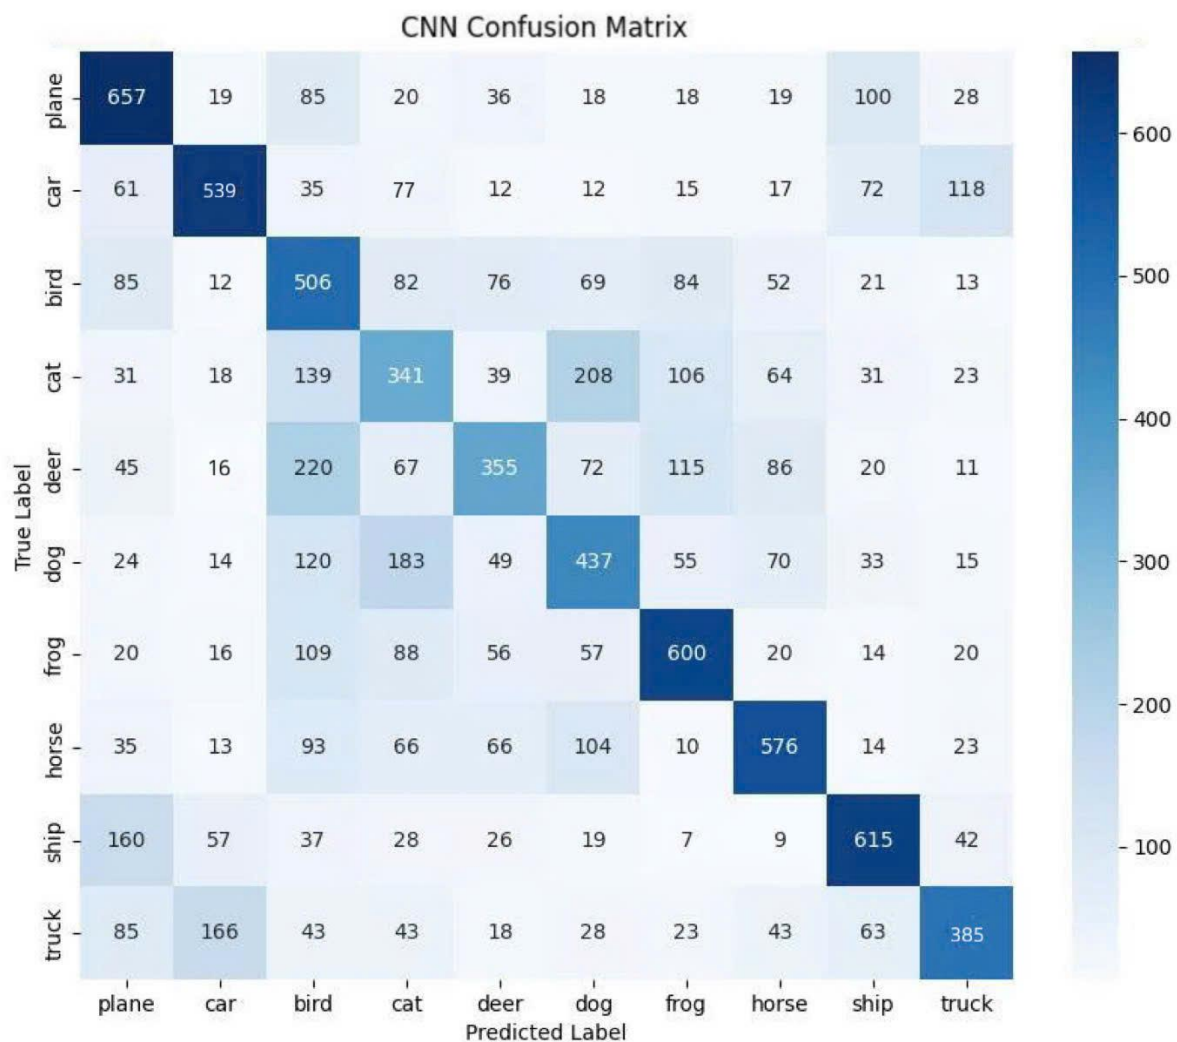 CNN Confusion Matrix
plane 657 19 85 20 36 18 18 19 100 28
car 61 539 35 77 12 12 15 17 72 118
bird 85 12 506 82 76 69 84 52 21 13
cat 31 18 139 341 39 208 106 64 31 23
deer 45 16 220 67 355 72 115 86 20 11
dog 24 14 120 183 49 437 55 70 33 15
frog 20 16 109 88 56 57 600 20 14 20
horse 35 13 93 66 66 104 10 576 14 23
ship 160 57 37 28 26 19 7 9 615 42
truck 85 166 43 43 18 28 23 43 63 385
plane car bird cat deer dog frog horse ship truck
Predicted Label
True Label
600
500
400
300
200
100